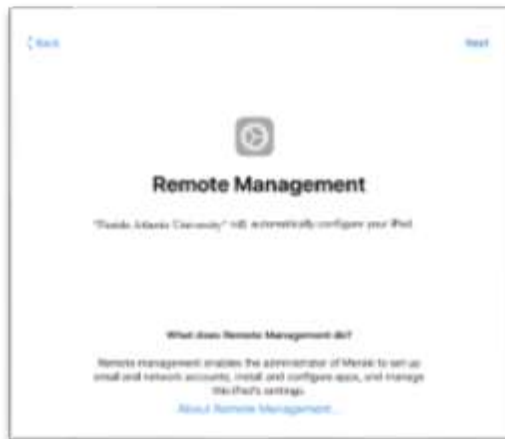 Back
Next
Remote Management
"Florida Atlantic University" will automatically configure your iPad.
What does Remote Management do?
Remote management enables the administrator of Meraki to set up
email and network accounts, install and configure apps, and manage
this iPad's settings.
About Remote Management...